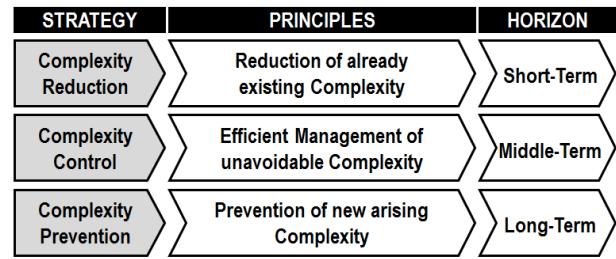 STRATEGY PRINCIPLES HORIZON
Complexity
Reduction
Reduction of already
existing Complexity
Short-Term
Complexity
Control
Efficient Management of
unavoidable Complexity
Middle-Term
Complexity
Prevention
Prevention of new arising
Complexity
Long-Term